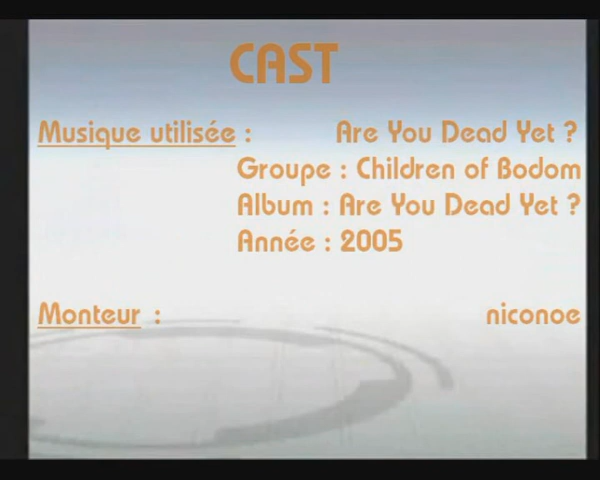 CAST
Musique utilisée : Are You Dead Yet ?
Groupe : Children of Bodom
Album : Are You Dead Yet ?
Année : 2005
Monteur : niconoe